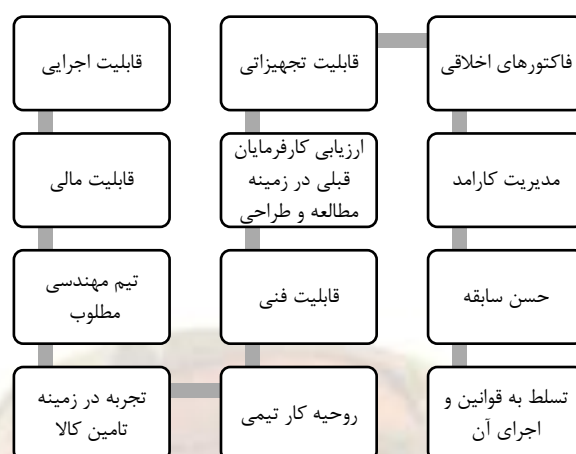 فاکتورهای اخلاقی
مدیریت کارامد
حسن سابقه
تسلط به قوانین و
اجرای آن
قابلیت تجهیزاتی
ارزیابی کارفرمایان
قبلی در زمینه
مطالعه و طراحی
قابلیت فنی
روحیه کار تیمی
قابلیت اجرایی
قابلیت مالی
تیم مهندسی
مطلوب
تجربه در زمینه
تامین کالا